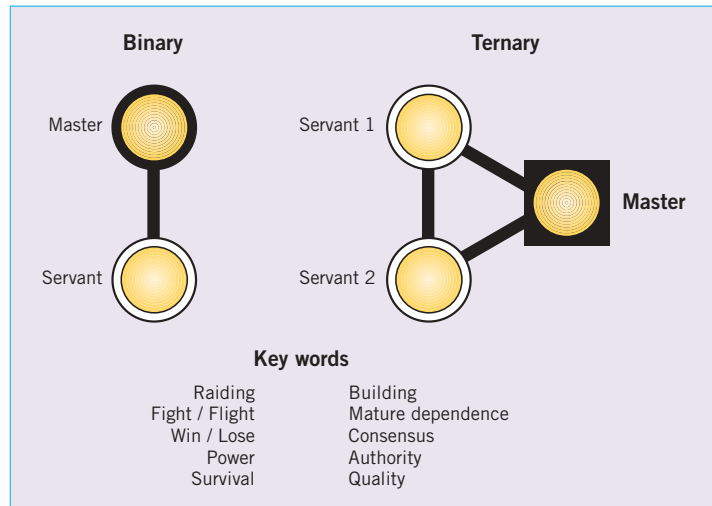 Binary
Ternary
Master
Servant 1
Master
Servant
Servant 2
Key words
Raiding Building
Fight / Flight Mature dependence
Win / Lose Consensus
Power Authority
Survival Quality